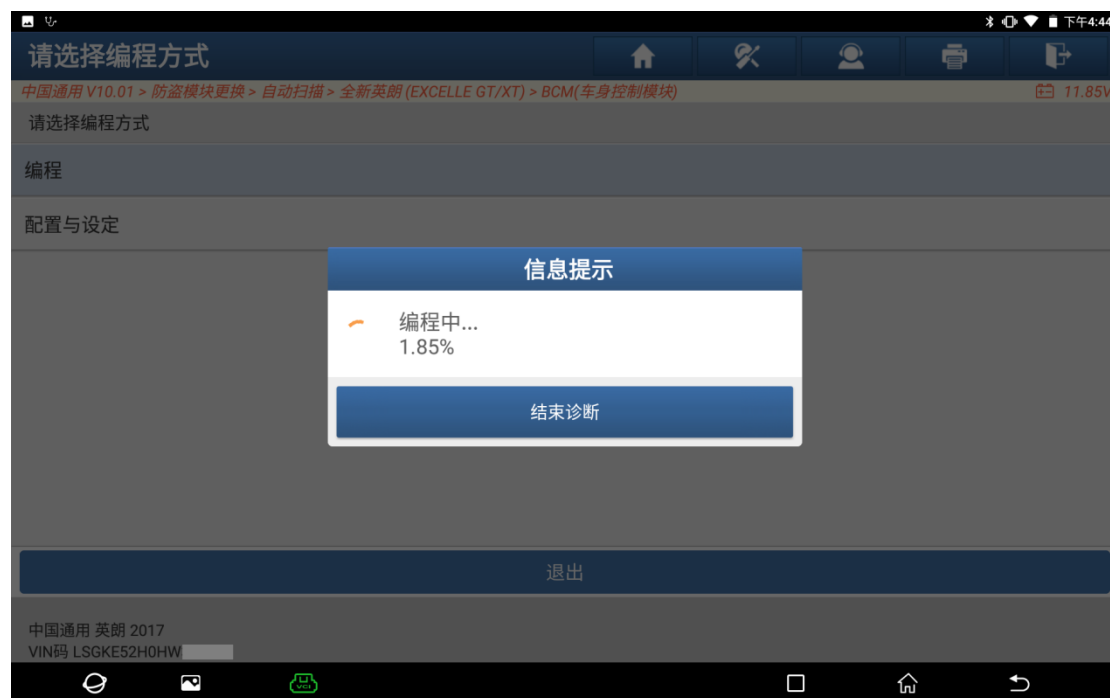 下午4:44
请选择编程方式
中国通用 V10.01 > 防盗模块更换 > 自动扫描 > 全新英朗 (EXCELLE GT/XT) > BCM(车身控制模块)
11.85V
请选择编程方式
编程
配置与设定
信息提示
编程中...
1.85%
结束诊断
退出
中国通用 英朗 2017
VIN码 LSGKE52H0HW
VCI